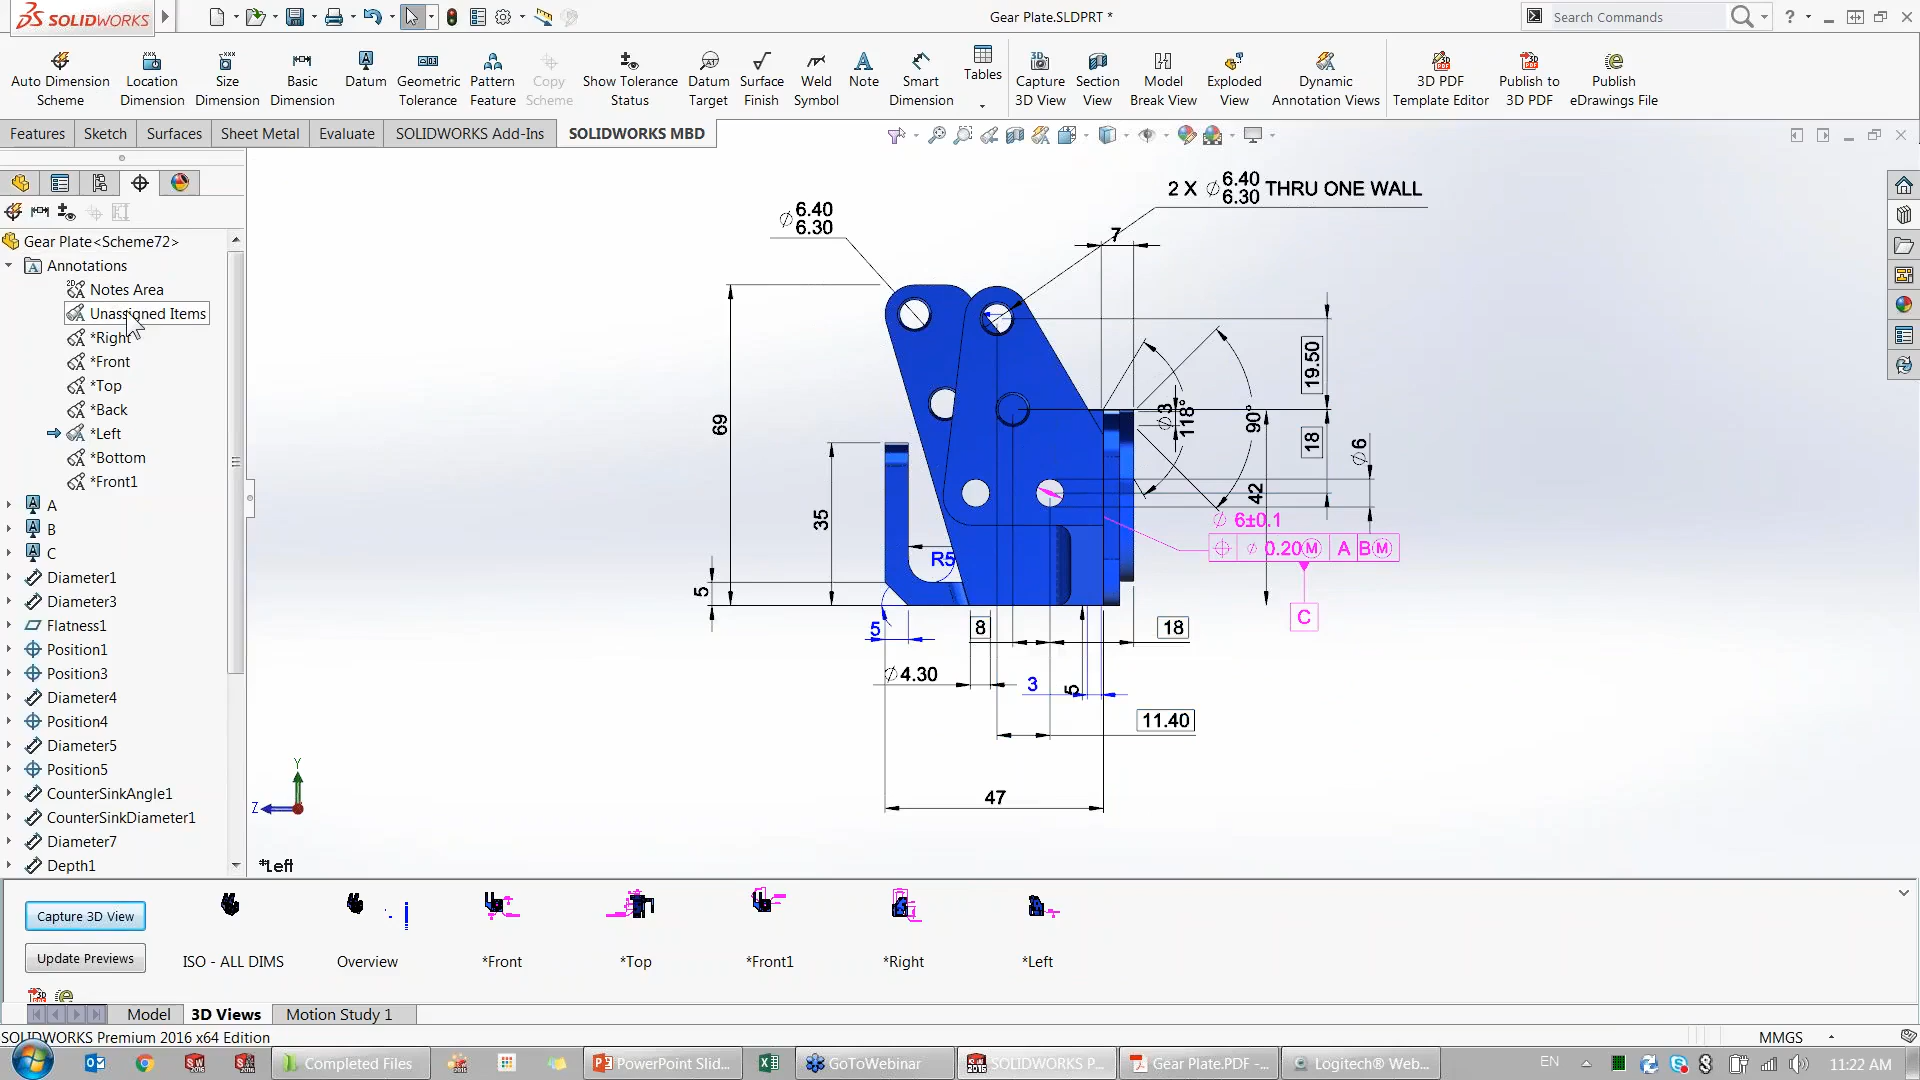 SOLIDWORKS
Gear Plate.SLDPRT *
Search Commands
Auto Dimension Scheme
Location Dimension
Size Dimension
Basic Dimension
Datum
Geometric Tolerance
Pattern Feature
Copy Scheme
Show Tolerance Status
Datum Target
Surface Finish
Weld Symbol
Note
Smart Dimension
Tables
Capture 3D View
Section View
Model Break View
Exploded View
Dynamic Annotation Views
3D PDF Template Editor
Publish to 3D PDF
Publish eDrawings File
Features
Sketch
Surfaces
Sheet Metal
Evaluate
SOLIDWORKS Add-Ins
SOLIDWORKS MBD
Gear Plate<Scheme72>
Annotations
Notes Area
Unassigned Items
*Right
*Front
*Top
*Back
*Left
*Bottom
*Front1
A
B
C
Diameter1
Diameter3
Flatness1
Position1
Position3
Diameter4
Position4
Diameter5
Position5
CounterSinkAngle1
CounterSinkDiameter1
Diameter7
Depth1
2 X ∅ 6.40 6.30 THRU ONE WALL
∅ 6.40 6.30
7
69
35
5
R5
5
8
18
∅4.30
3
5
11.40
47
19.50
18
∅6
∅3
118°
90°
42
∅ 6±0.1
⌖ ∅ 0.20Ⓜ A BⓂ
C
Y
Z
*Left
Capture 3D View
Update Previews
ISO - ALL DIMS
Overview
*Front
*Top
*Front1
*Right
*Left
Model
3D Views
Motion Study 1
SOLIDWORKS Premium 2016 x64 Edition
MMGS
Completed Files
PowerPoint Slid...
GoToWebinar
SOLIDWORKS P...
Gear Plate.PDF -...
Logitech® Web...
EN
11:22 AM